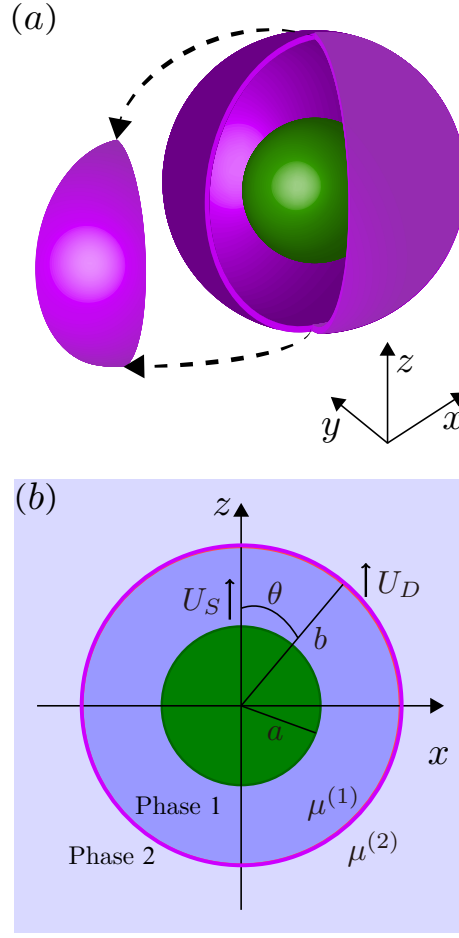 (a)
z
y
x
(b)
z
U_S
θ
U_D
b
a
x
Phase 1
μ^(1)
Phase 2
μ^(2)